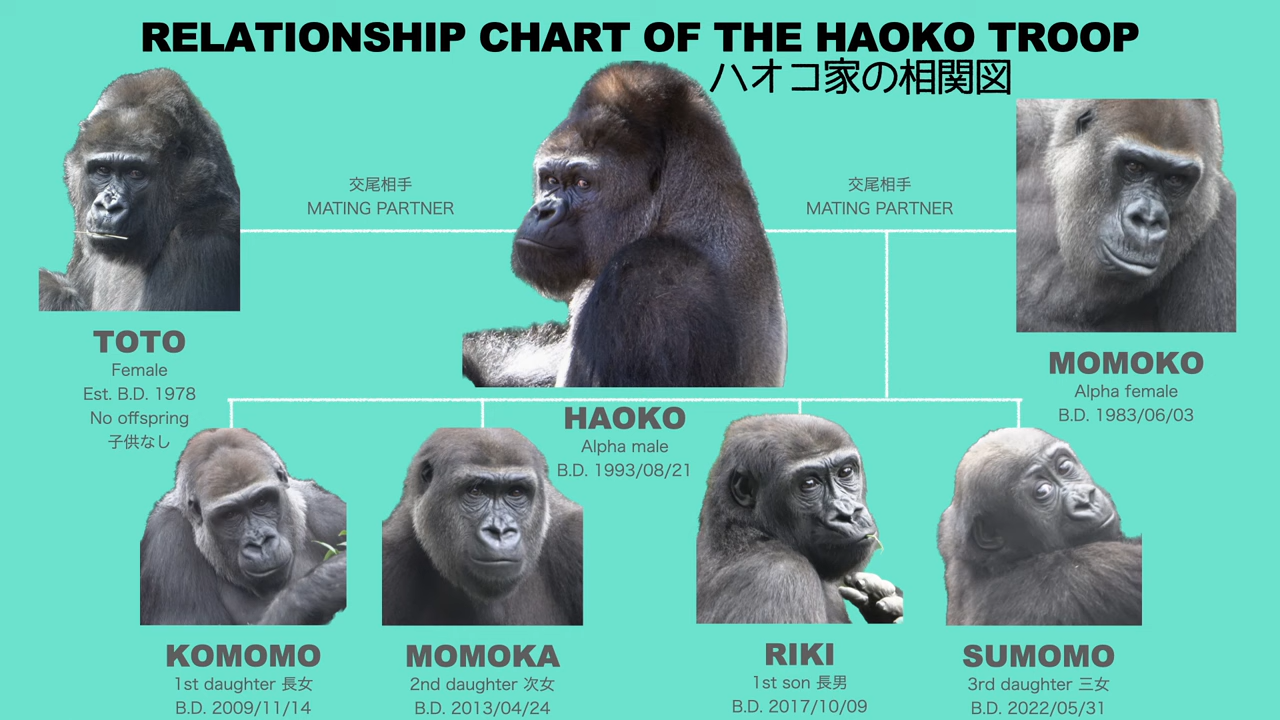 RELATIONSHIP CHART OF THE HAOKO TROOP
ハオコ家の相関図
交尾相手
MATING PARTNER
交尾相手
MATING PARTNER
TOTO
Female
Est. B.D. 1978
No offspring
子供なし
HAOKO
Alpha male
B.D. 1993/08/21
MOMOKO
Alpha female
B.D. 1983/06/03
KOMOMO
1st daughter 長女
B.D. 2009/11/14
MOMOKA
2nd daughter 次女
B.D. 2013/04/24
RIKI
1st son 長男
B.D. 2017/10/09
SUMOMO
3rd daughter 三女
B.D. 2022/05/31